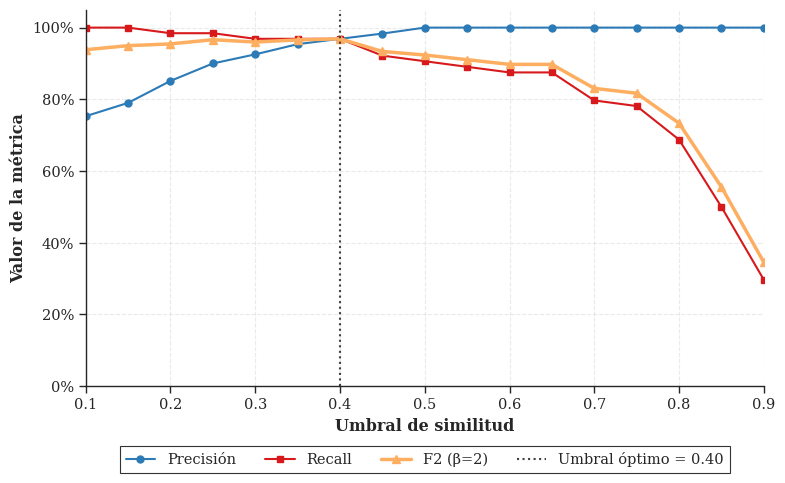 100%
80%
60%
40%
20%
0%
Valor de la métrica
0.1 0.2 0.3 0.4 0.5 0.6 0.7 0.8 0.9
Umbral de similitud
Precisión Recall F2 (β=2) Umbral óptimo = 0.40